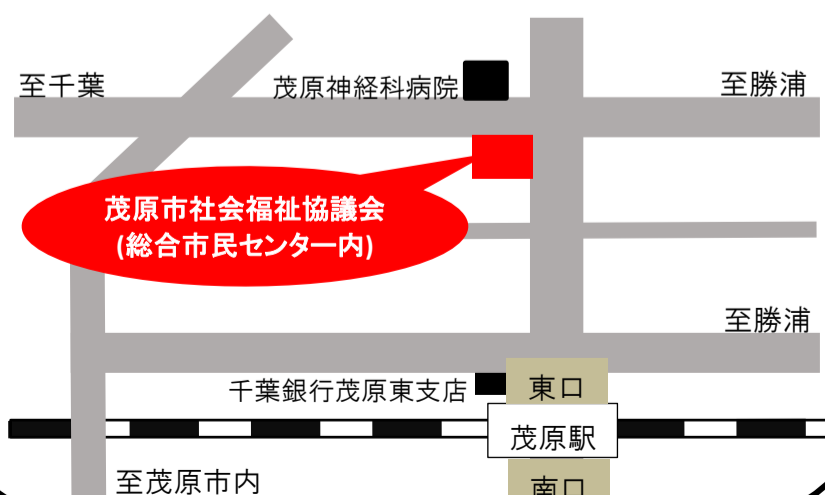 至千葉
茂原神経科病院
至勝浦
茂原市社会福祉協議会
(総合市民センター内)
至勝浦
千葉銀行茂原東支店
東口
茂原駅
至茂原市内
南口